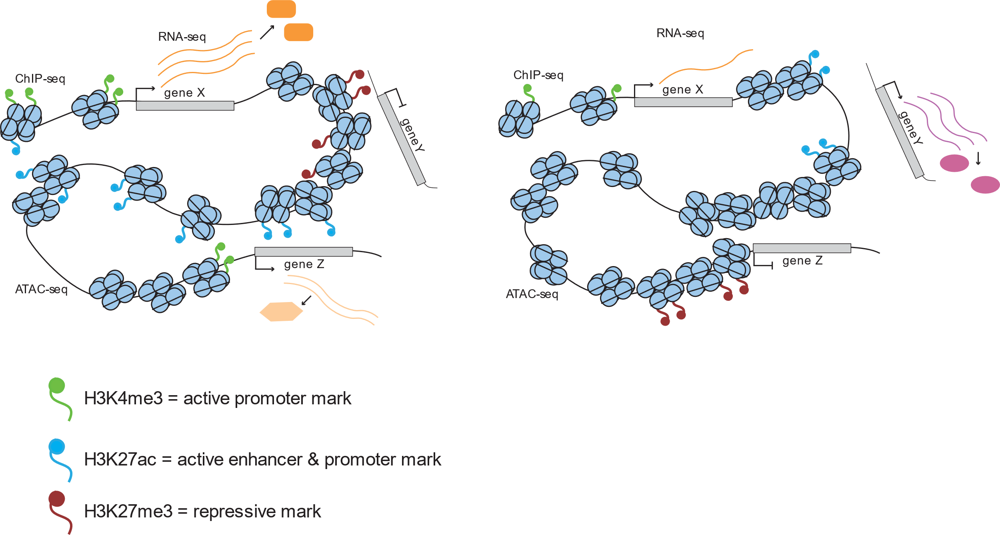 RNA-seq
ChIP-seq
gene X
gene Y
gene Z
ATAC-seq
RNA-seq
ChIP-seq
gene X
gene Y
gene Z
ATAC-seq
H3K4me3 = active promoter mark
H3K27ac = active enhancer & promoter mark
H3K27me3 = repressive mark